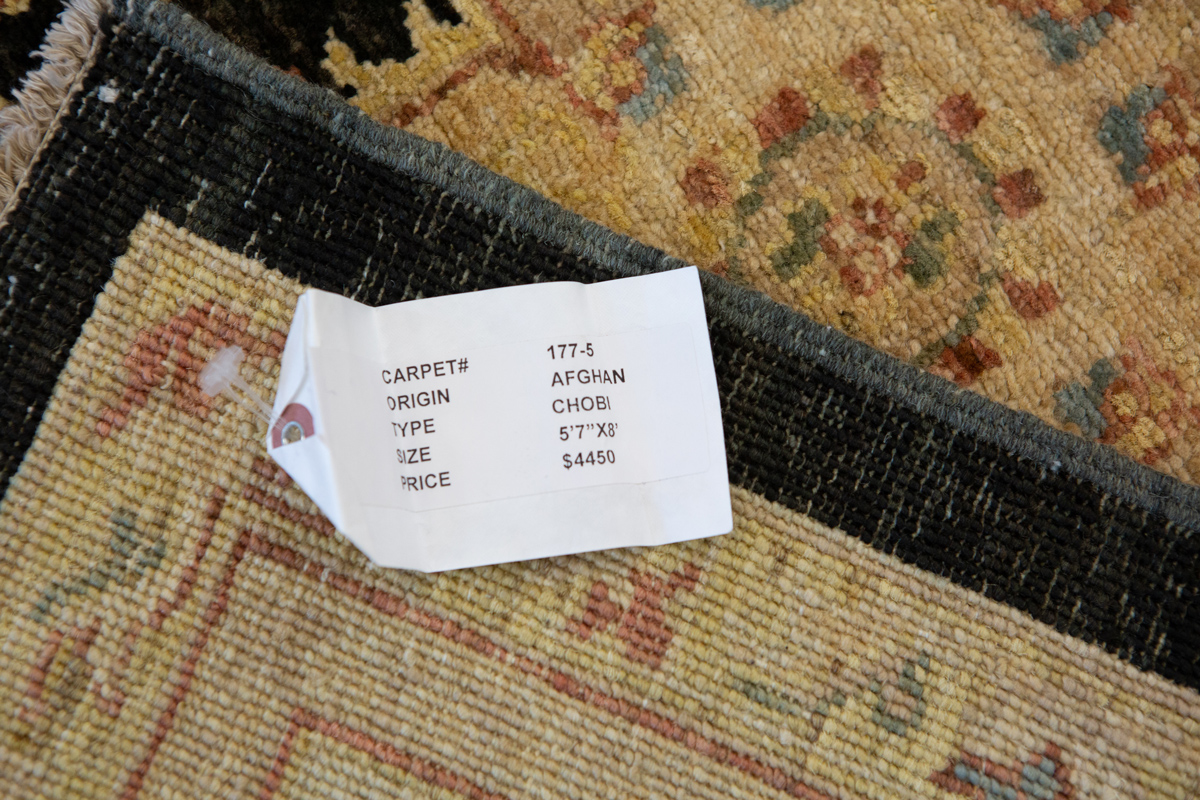 CARPET# 177-5
ORIGIN AFGHAN
TYPE CHOBI
SIZE 5'7"X8'
PRICE $4450